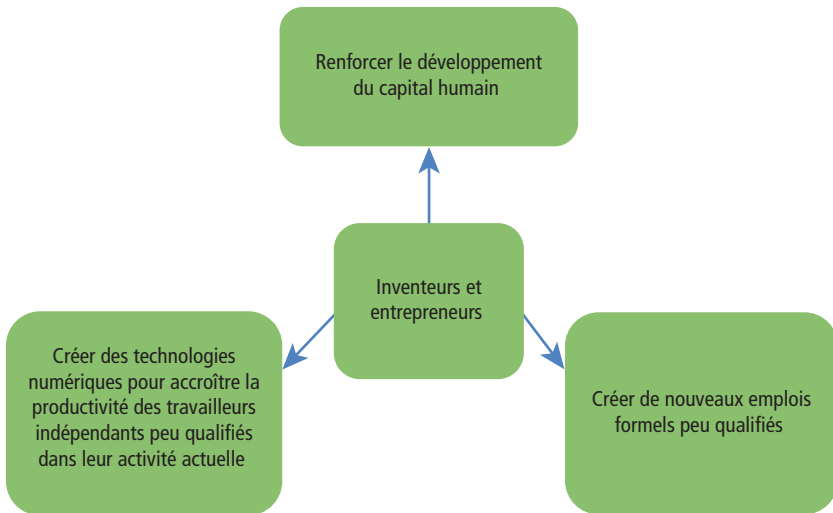 Renforcer le développement
du capital humain
Inventeurs et
entrepreneurs
Créer des technologies
numériques pour accroître la
productivité des travailleurs
indépendants peu qualifiés
dans leur activité actuelle
Créer de nouveaux emplois
formels peu qualifiés